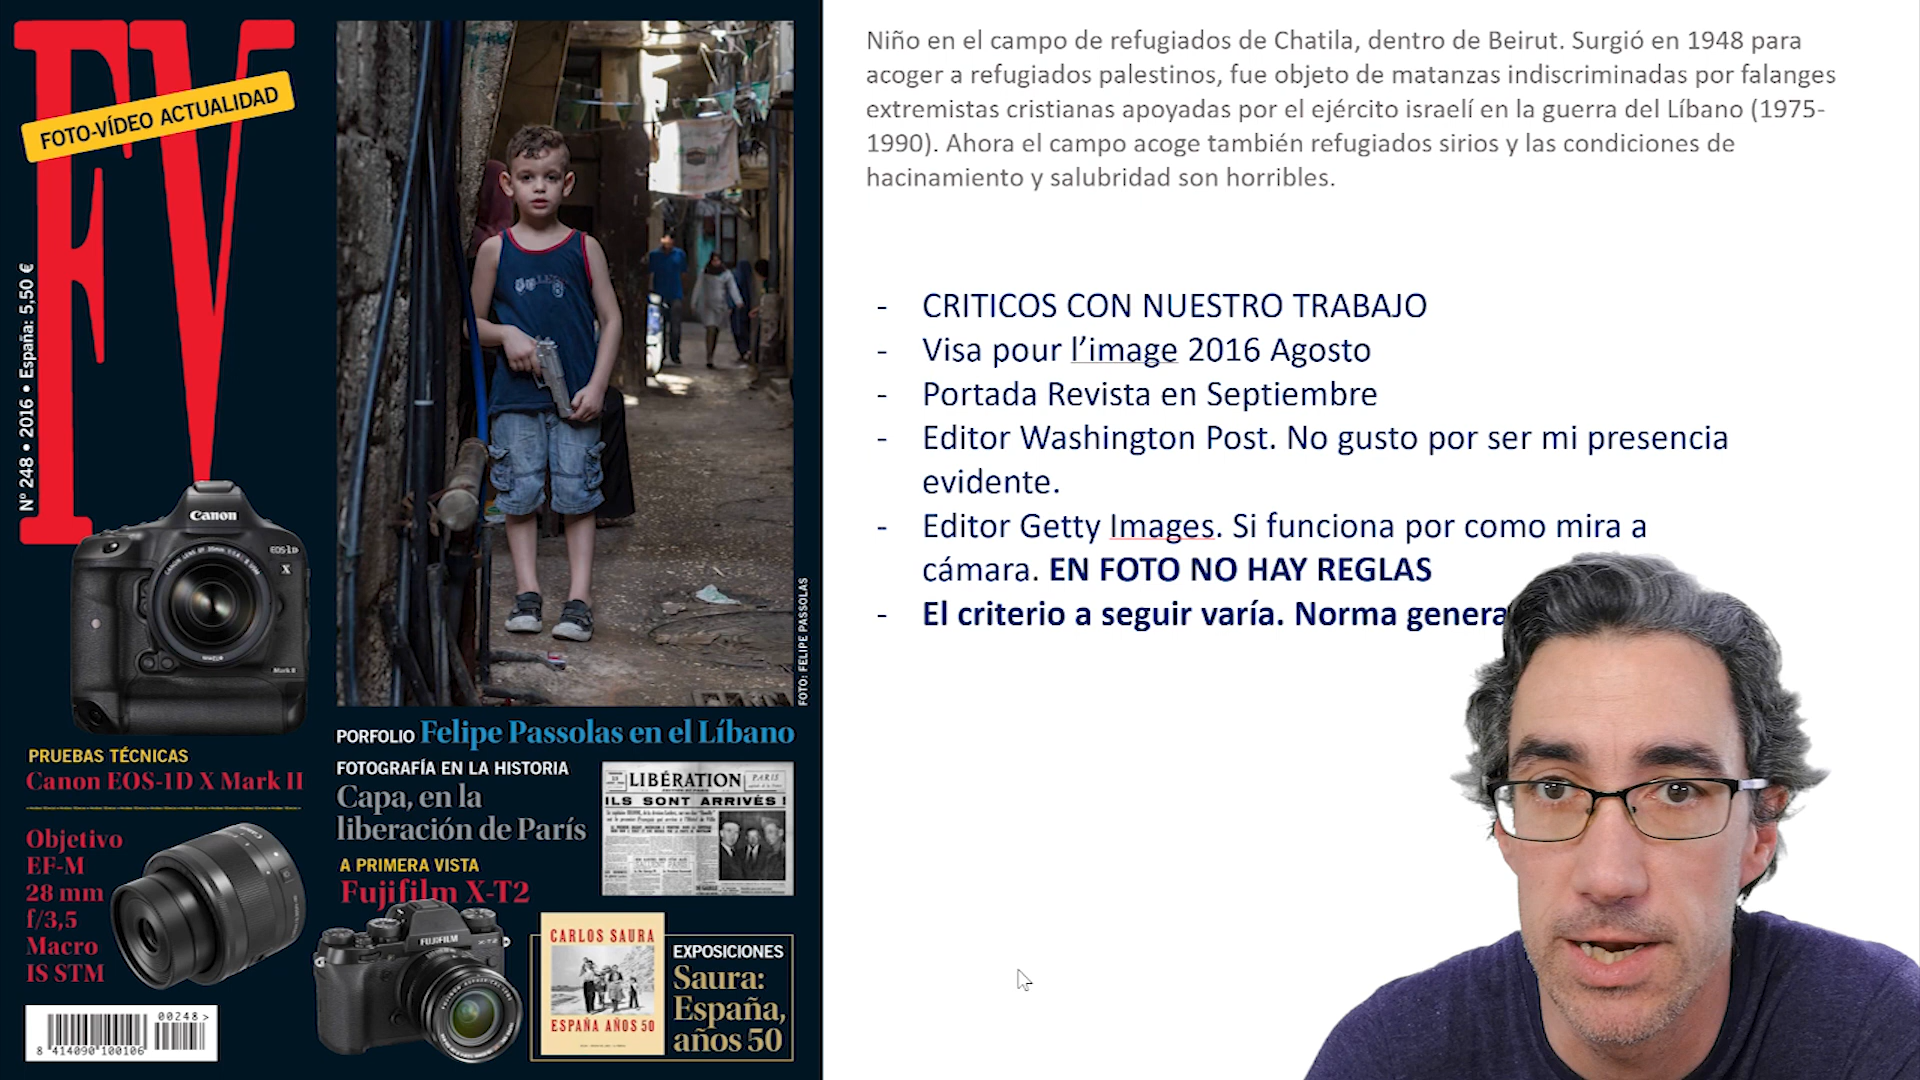 FV
FOTO-VÍDEO ACTUALIDAD
Nº 248 • 2016 • España: 5,50 €
Canon
EOS-1D
X
Mark II
FOTO: FELIPE PASSOLAS
PORFOLIO Felipe Passolas en el Líbano
PRUEBAS TÉCNICAS
Canon EOS-1D X Mark II
Objetivo
EF-M
28 mm
f/3,5
Macro
IS STM
FOTOGRAFÍA EN LA HISTORIA
Capa, en la
liberación de París
LIBÉRATION
PARIS
ILS SONT ARRIVÉS !
A PRIMERA VISTA
Fujifilm X-T2
FUJIFILM
X-T2
CARLOS SAURA
ESPAÑA AÑOS 50
EXPOSICIONES
Saura:
España,
años 50
00248 >
8 414090 100106
Niño en el campo de refugiados de Chatila, dentro de Beirut. Surgió en 1948 para
acoger a refugiados palestinos, fue objeto de matanzas indiscriminadas por falanges
extremistas cristianas apoyadas por el ejército israelí en la guerra del Líbano (1975-
1990). Ahora el campo acoge también refugiados sirios y las condiciones de
hacinamiento y salubridad son horribles.
- CRITICOS CON NUESTRO TRABAJO
- Visa pour l’image 2016 Agosto
- Portada Revista en Septiembre
- Editor Washington Post. No gusto por ser mi presencia
evidente.
- Editor Getty Images. Si funciona por como mira a
cámara. EN FOTO NO HAY REGLAS
- El criterio a seguir varía. Norma genera